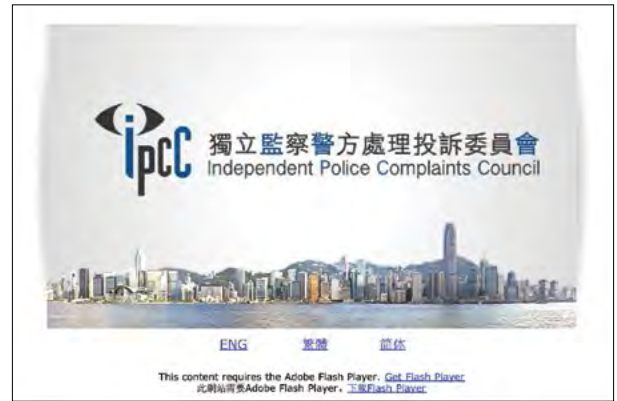 ipcc
獨立監察警方處理投訴委員會
Independent Police Complaints Council
ENG 繁體 简体
This content requires the Adobe Flash Player. Get Flash Player
此網站需要Adobe Flash Player。下載Flash Player